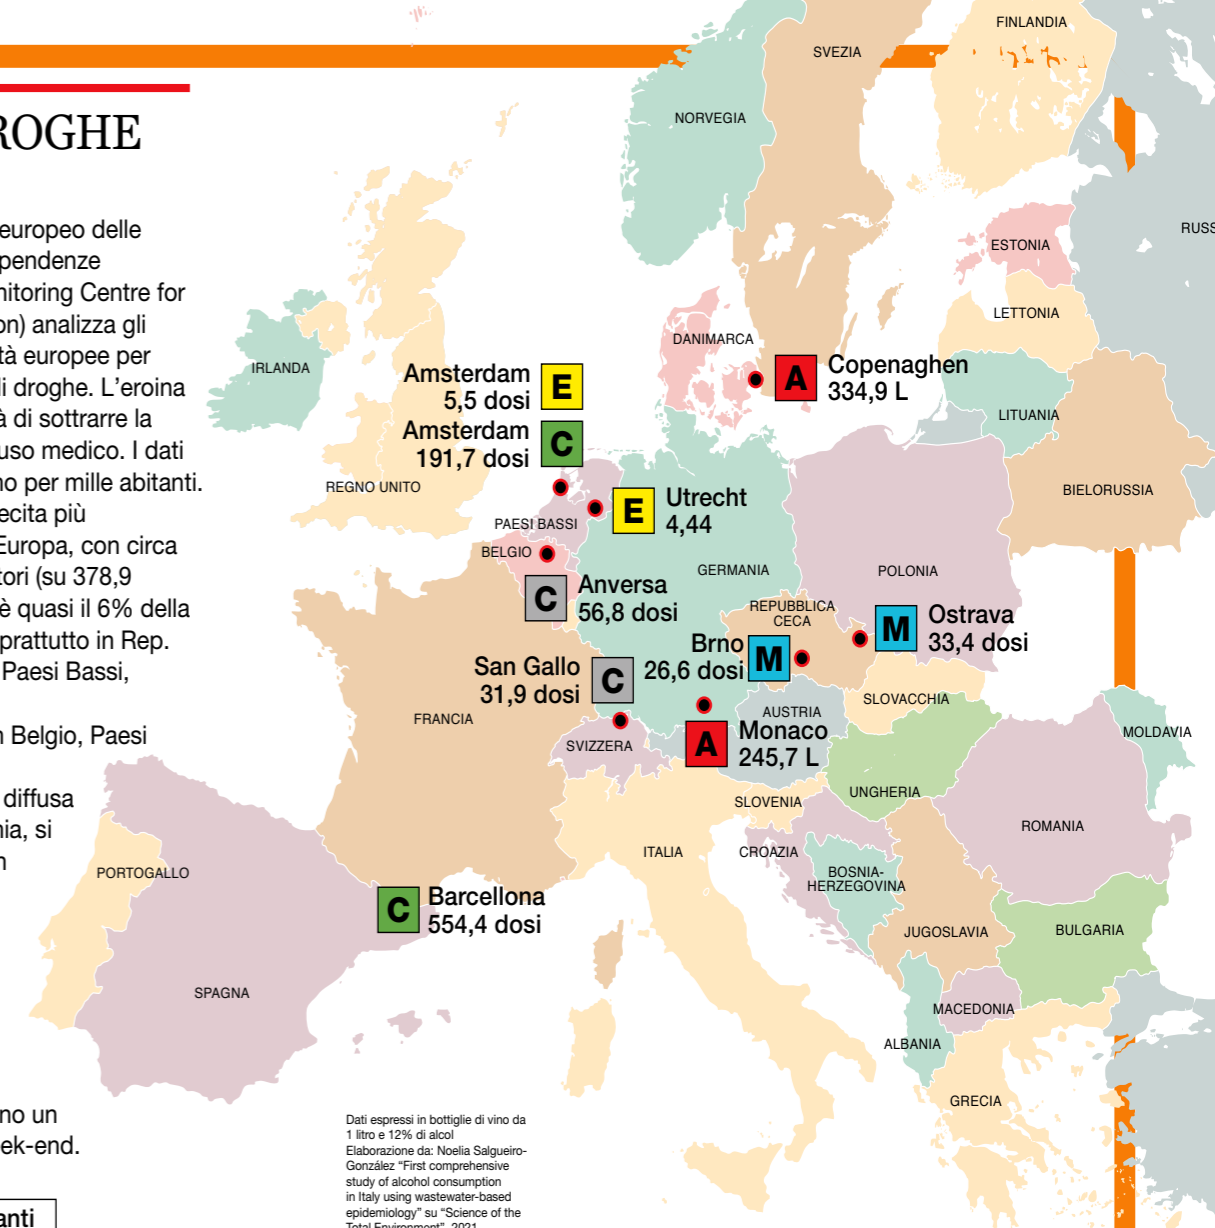 ROGHE
europeo delle
pendenze
nitoring Centre for
on) analizza gli
tà europee per
li droghe. L'eroina
à di sottrarre la
uso medico. I dati
no per mille abitanti.
ecita più
Europa, con circa
tori (su 378,9
è quasi il 6% della
prattutto in Rep.
Paesi Bassi,
n Belgio, Paesi
diffusa
nia, si
n
no un
ek-end.
anti
FINLANDIA
SVEZIA
NORVEGIA
RUSS
ESTONIA
LETTONIA
DANIMARCA
IRLANDA
LITUANIA
REGNO UNITO
BIELORUSSIA
PAESI BASSI
BELGIO
GERMANIA
POLONIA
REPUBBLICA
CECA
SLOVACCHIA
FRANCIA
AUSTRIA
MOLDAVIA
SVIZZERA
UNGHERIA
SLOVENIA
ROMANIA
ITALIA
CROAZIA
BOSNIA-
HERZEGOVINA
PORTOGALLO
JUGOSLAVIA
BULGARIA
SPAGNA
MACEDONIA
ALBANIA
GRECIA
Amsterdam
5,5 dosi
E
Amsterdam
191,7 dosi
C
A
Copenaghen
334,9 L
E
Utrecht
4,44
C
Anversa
56,8 dosi
M
Ostrava
33,4 dosi
Brno
26,6 dosi
M
San Gallo
31,9 dosi
C
A
Monaco
245,7 L
C
Barcellona
554,4 dosi
Dati espressi in bottiglie di vino da
1 litro e 12% di alcol
Elaborazione da: Noelia Salgueiro-
González “First comprehensive
study of alcohol consumption
in Italy using wastewater-based
epidemiology” su “Science of the
Total Environment”, 2021